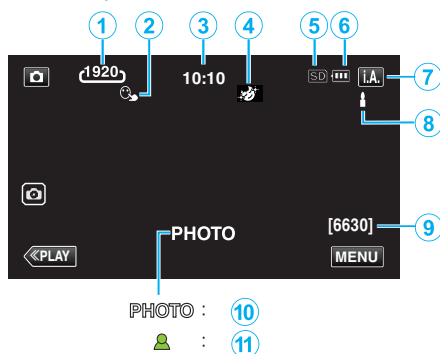 1 2 3 4 5 6
1920 10:10 SD i.A. 7
8
PHOTO [6630] 9
≪PLAY MENU
PHOTO : 10
: 11